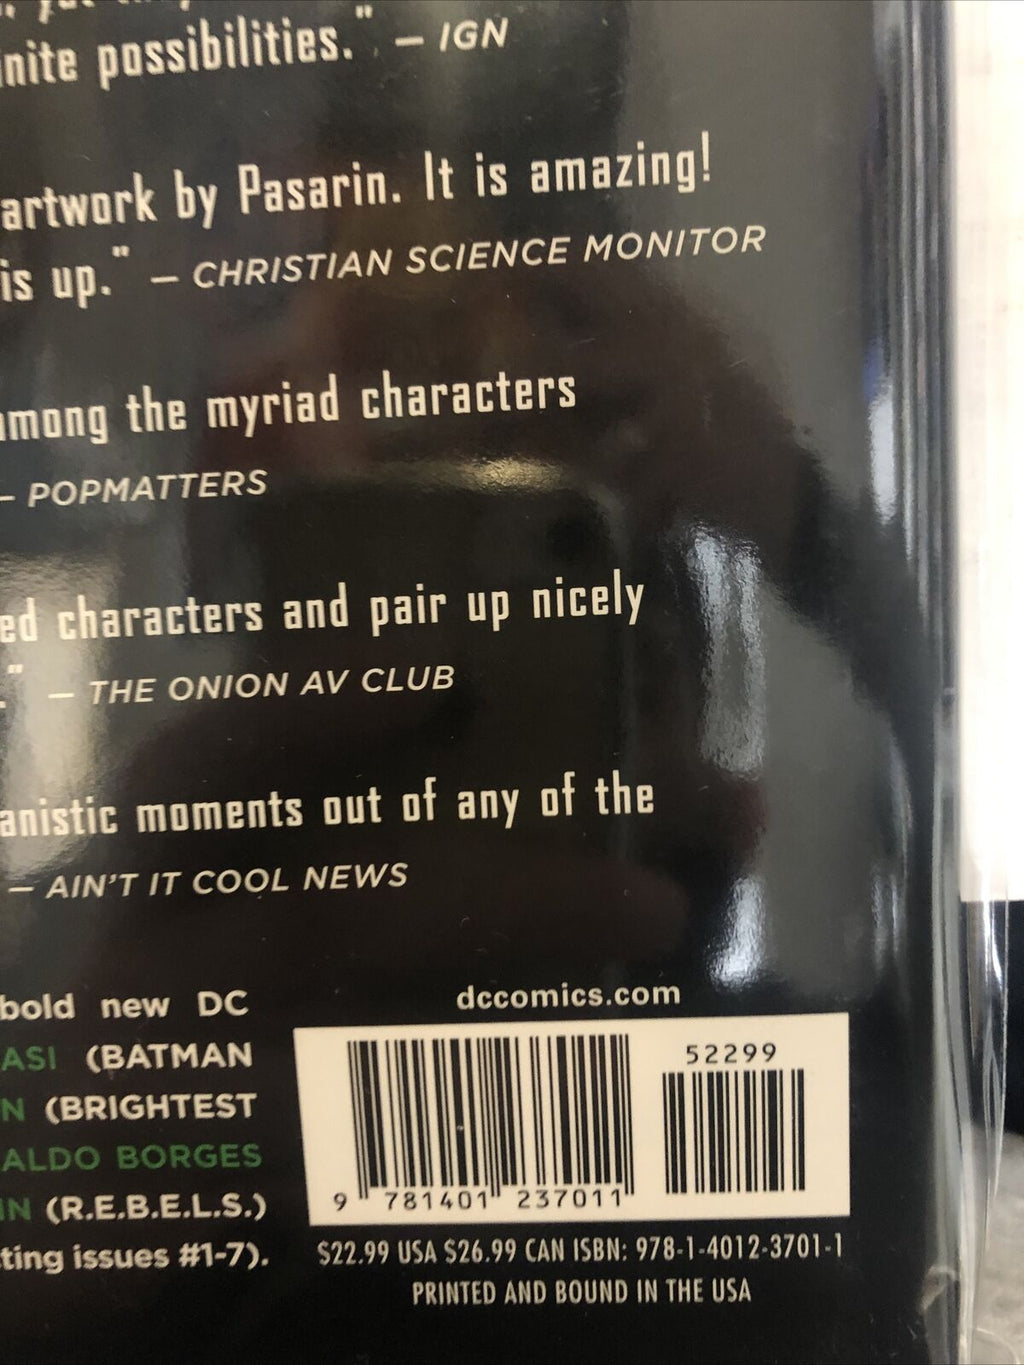 nite possibilities." — IGN
artwork by Pasarin. It is amazing!
is up." — CHRISTIAN SCIENCE MONITOR
among the myriad characters
— POPMATTERS
ed characters and pair up nicely
." — THE ONION AV CLUB
anistic moments out of any of the
— AIN'T IT COOL NEWS
bold new DC
ASI (BATMAN
N (BRIGHTEST
ALDO BORGES
IN (R.E.B.E.L.S.)
ting issues #1-7).
dccomics.com
52299
9 781401 237011
$22.99 USA $26.99 CAN ISBN: 978-1-4012-3701-1
PRINTED AND BOUND IN THE USA